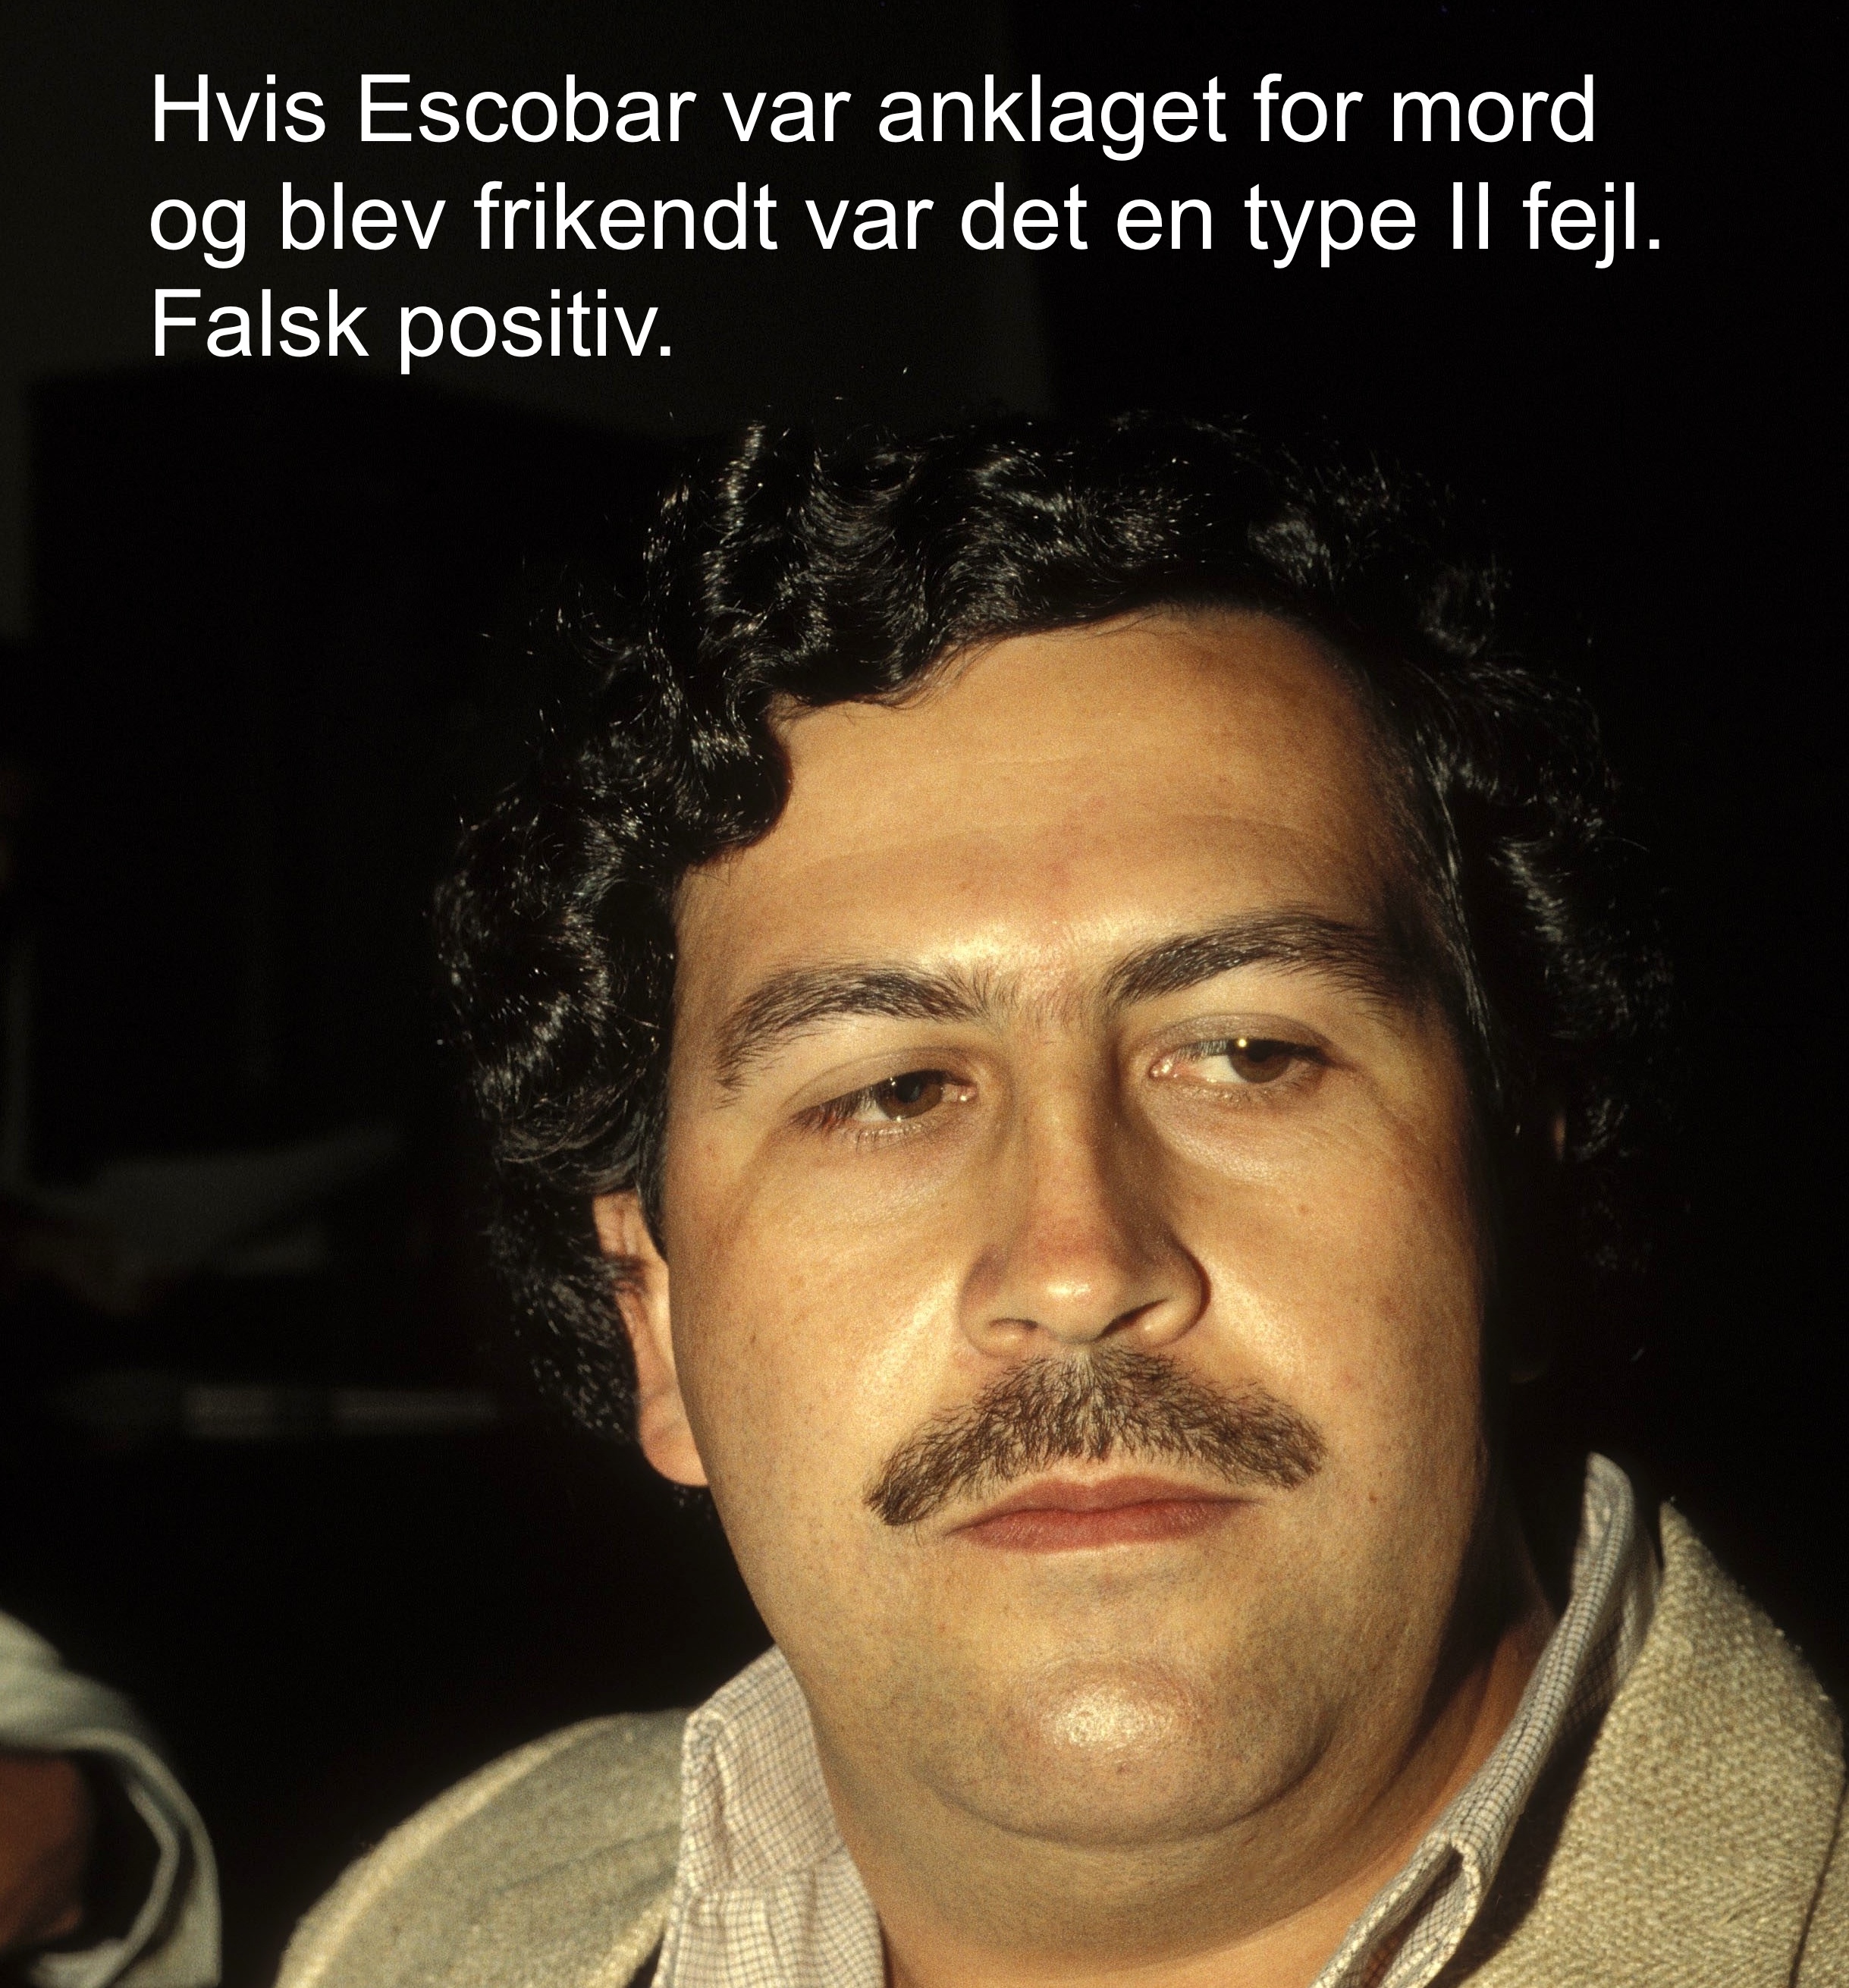 Hvis Escobar var anklaget for mord
og blev frikendt var det en type II fejl.
Falsk positiv.